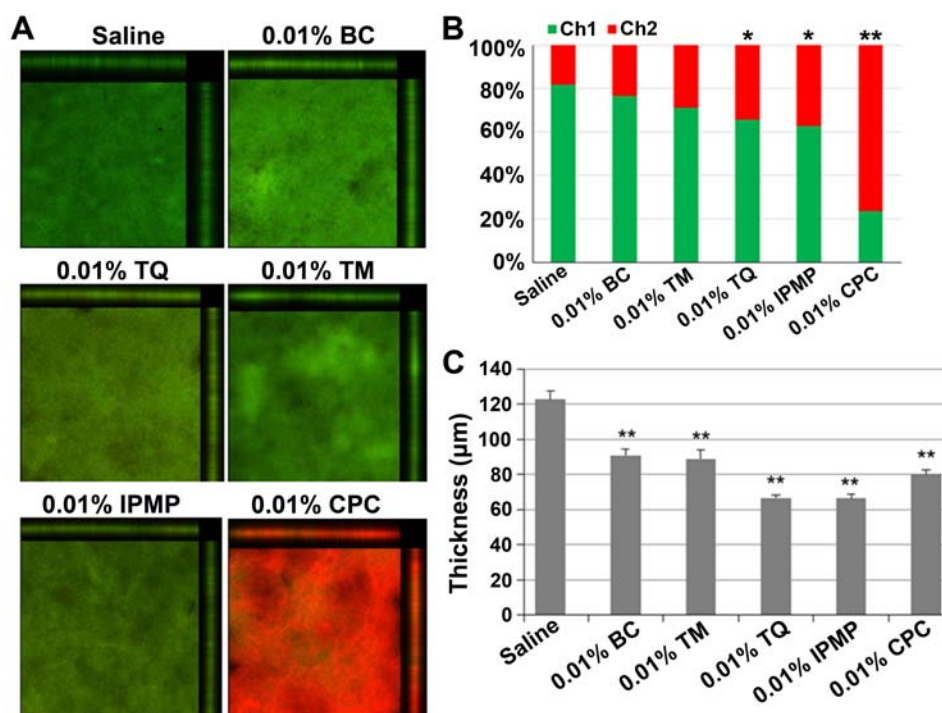 A
Saline
0.01% BC
0.01% TQ
0.01% TM
0.01% IPMP
0.01% CPC
B
Ch1 Ch2
100%
80%
60%
40%
20%
0%
* * **
Saline
0.01% BC
0.01% TM
0.01% TQ
0.01% IPMP
0.01% CPC
C
Thickness (µm)
140
120
100
80
60
40
20
0
** ** ** ** **
Saline
0.01% BC
0.01% TM
0.01% TQ
0.01% IPMP
0.01% CPC